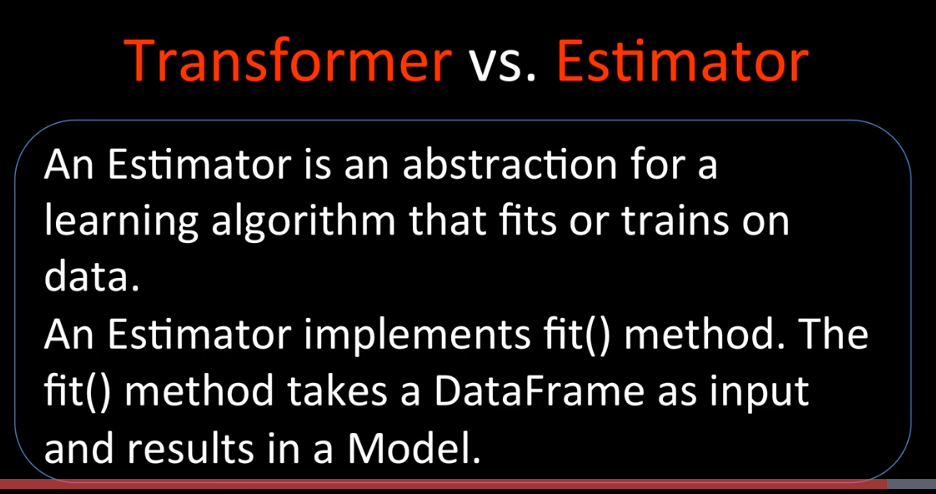 Transformer vs. Estimator
An Estimator is an abstraction for a
learning algorithm that fits or trains on
data.
An Estimator implements fit() method. The
fit() method takes a DataFrame as input
and results in a Model.